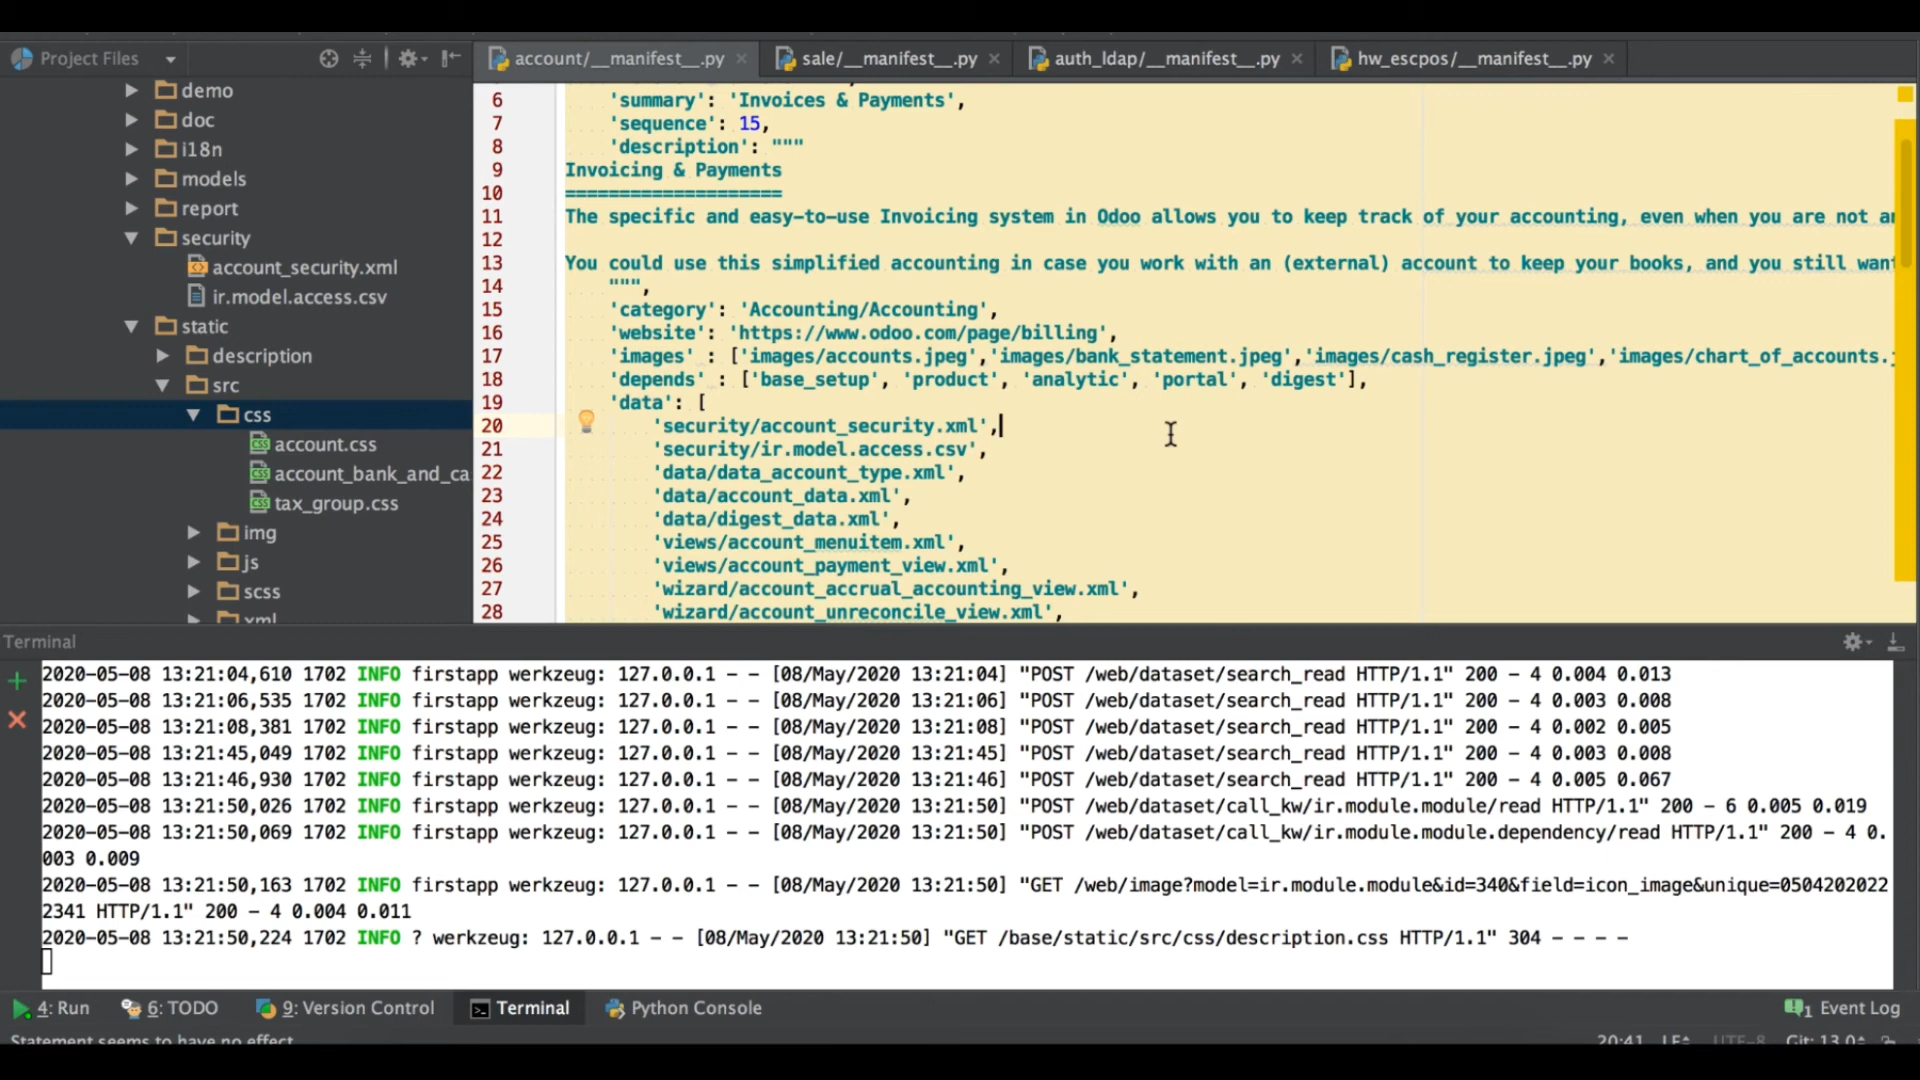 Project Files
account/__manifest__.py
sale/__manifest__.py
auth_ldap/__manifest__.py
hw_escpos/__manifest__.py
demo
doc
i18n
models
report
security
account_security.xml
ir.model.access.csv
static
description
src
css
account.css
account_bank_and_ca
tax_group.css
img
js
scss
xml
6 'summary': 'Invoices & Payments',
7 'sequence': 15,
8 'description': """
9 Invoicing & Payments
10 ====================
11 The specific and easy-to-use Invoicing system in Odoo allows you to keep track of your accounting, even when you are not an
12
13 You could use this simplified accounting in case you work with an (external) account to keep your books, and you still want
14 """,
15 'category': 'Accounting/Accounting',
16 'website': 'https://www.odoo.com/page/billing',
17 'images' : ['images/accounts.jpeg','images/bank_statement.jpeg','images/cash_register.jpeg','images/chart_of_accounts.j
18 'depends' : ['base_setup', 'product', 'analytic', 'portal', 'digest'],
19 'data': [
20 'security/account_security.xml',
21 'security/ir.model.access.csv',
22 'data/data_account_type.xml',
23 'data/account_data.xml',
24 'data/digest_data.xml',
25 'views/account_menuitem.xml',
26 'views/account_payment_view.xml',
27 'wizard/account_accrual_accounting_view.xml',
28 'wizard/account_unreconcile_view.xml',
Terminal
2020-05-08 13:21:04,610 1702 INFO firstapp werkzeug: 127.0.0.1 - - [08/May/2020 13:21:04] "POST /web/dataset/search_read HTTP/1.1" 200 - 4 0.004 0.013
2020-05-08 13:21:06,535 1702 INFO firstapp werkzeug: 127.0.0.1 - - [08/May/2020 13:21:06] "POST /web/dataset/search_read HTTP/1.1" 200 - 4 0.003 0.008
2020-05-08 13:21:08,381 1702 INFO firstapp werkzeug: 127.0.0.1 - - [08/May/2020 13:21:08] "POST /web/dataset/search_read HTTP/1.1" 200 - 4 0.002 0.005
2020-05-08 13:21:45,049 1702 INFO firstapp werkzeug: 127.0.0.1 - - [08/May/2020 13:21:45] "POST /web/dataset/search_read HTTP/1.1" 200 - 4 0.003 0.008
2020-05-08 13:21:46,930 1702 INFO firstapp werkzeug: 127.0.0.1 - - [08/May/2020 13:21:46] "POST /web/dataset/search_read HTTP/1.1" 200 - 4 0.005 0.067
2020-05-08 13:21:50,026 1702 INFO firstapp werkzeug: 127.0.0.1 - - [08/May/2020 13:21:50] "POST /web/dataset/call_kw/ir.module.module/read HTTP/1.1" 200 - 6 0.005 0.019
2020-05-08 13:21:50,069 1702 INFO firstapp werkzeug: 127.0.0.1 - - [08/May/2020 13:21:50] "POST /web/dataset/call_kw/ir.module.module.dependency/read HTTP/1.1" 200 - 4 0.
003 0.009
2020-05-08 13:21:50,163 1702 INFO firstapp werkzeug: 127.0.0.1 - - [08/May/2020 13:21:50] "GET /web/image?model=ir.module.module&id=340&field=icon_image&unique=0504202022
2341 HTTP/1.1" 200 - 4 0.004 0.011
2020-05-08 13:21:50,224 1702 INFO ? werkzeug: 127.0.0.1 - - [08/May/2020 13:21:50] "GET /base/static/src/css/description.css HTTP/1.1" 304 - - - -
4: Run
6: TODO
9: Version Control
Terminal
Python Console
1 Event Log
Statement seems to have no effect
20:41 LF UTF-8 Git: 13.0